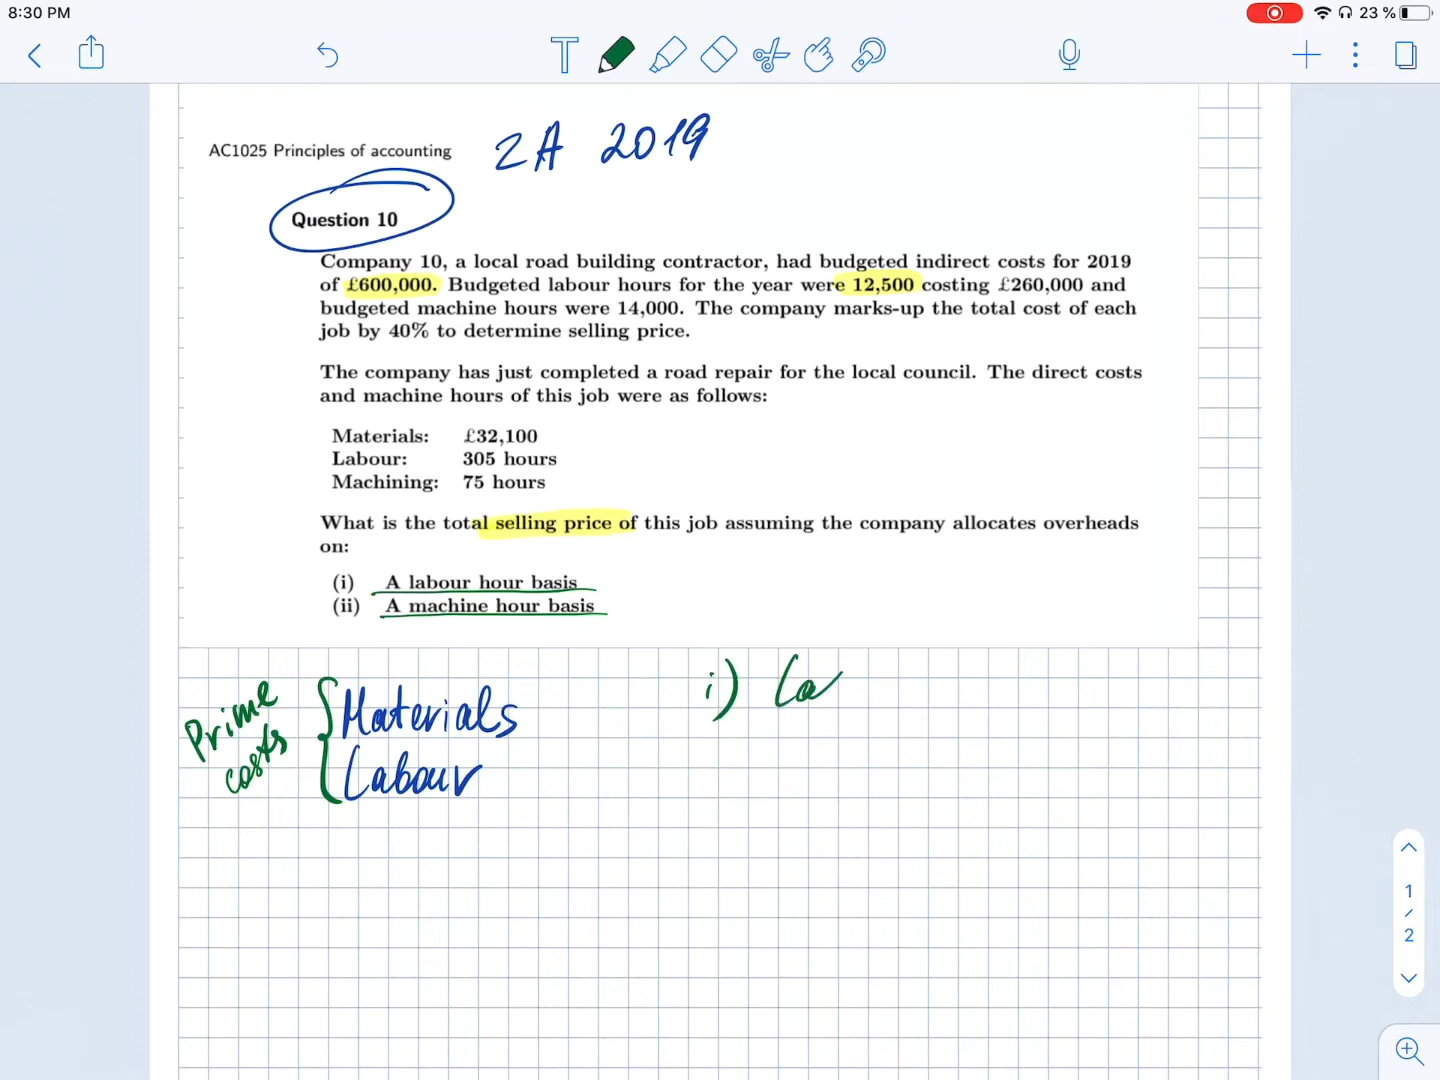 8:30 PM
23 %
AC1025 Principles of accounting
ZA 2019
Question 10
Company 10, a local road building contractor, had budgeted indirect costs for 2019
of £600,000. Budgeted labour hours for the year were 12,500 costing £260,000 and
budgeted machine hours were 14,000. The company marks-up the total cost of each
job by 40% to determine selling price.
The company has just completed a road repair for the local council. The direct costs
and machine hours of this job were as follows:
Materials: £32,100
Labour: 305 hours
Machining: 75 hours
What is the total selling price of this job assuming the company allocates overheads
on:
(i) A labour hour basis
(ii) A machine hour basis
Prime
costs
Materials
Labour
i) La
1
/
2